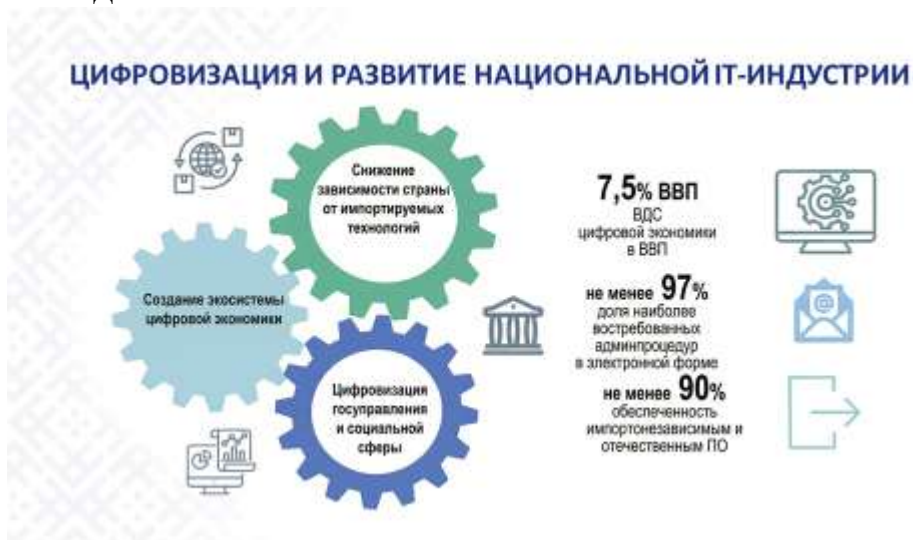 ЦИФРОВИЗАЦИЯ И РАЗВИТИЕ НАЦИОНАЛЬНОЙ IT-ИНДУСТРИИ
Снижение
зависимости страны
от импортируемых
технологий
Создание экосистемы
цифровой экономики
Цифровизация
госуправления
и социальной
сферы
7,5% ВВП
ВДС
цифровой экономики
в ВВП
не менее 97%
доля наиболее
востребованных
админпроцедур
в электронной форме
не менее 90%
обеспеченность
импортонезависимым и
отечественным ПО
@